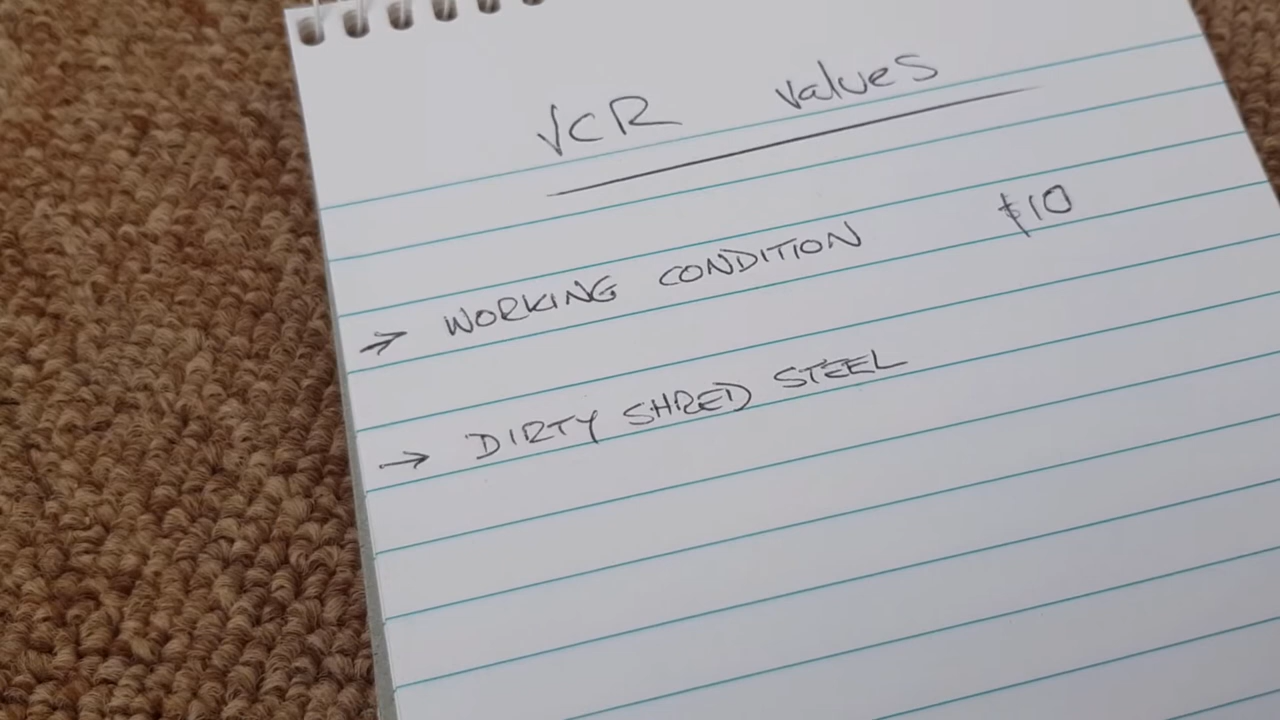 VCR values
→ WORKING CONDITION $10
→ DIRTY SHRED STEEL